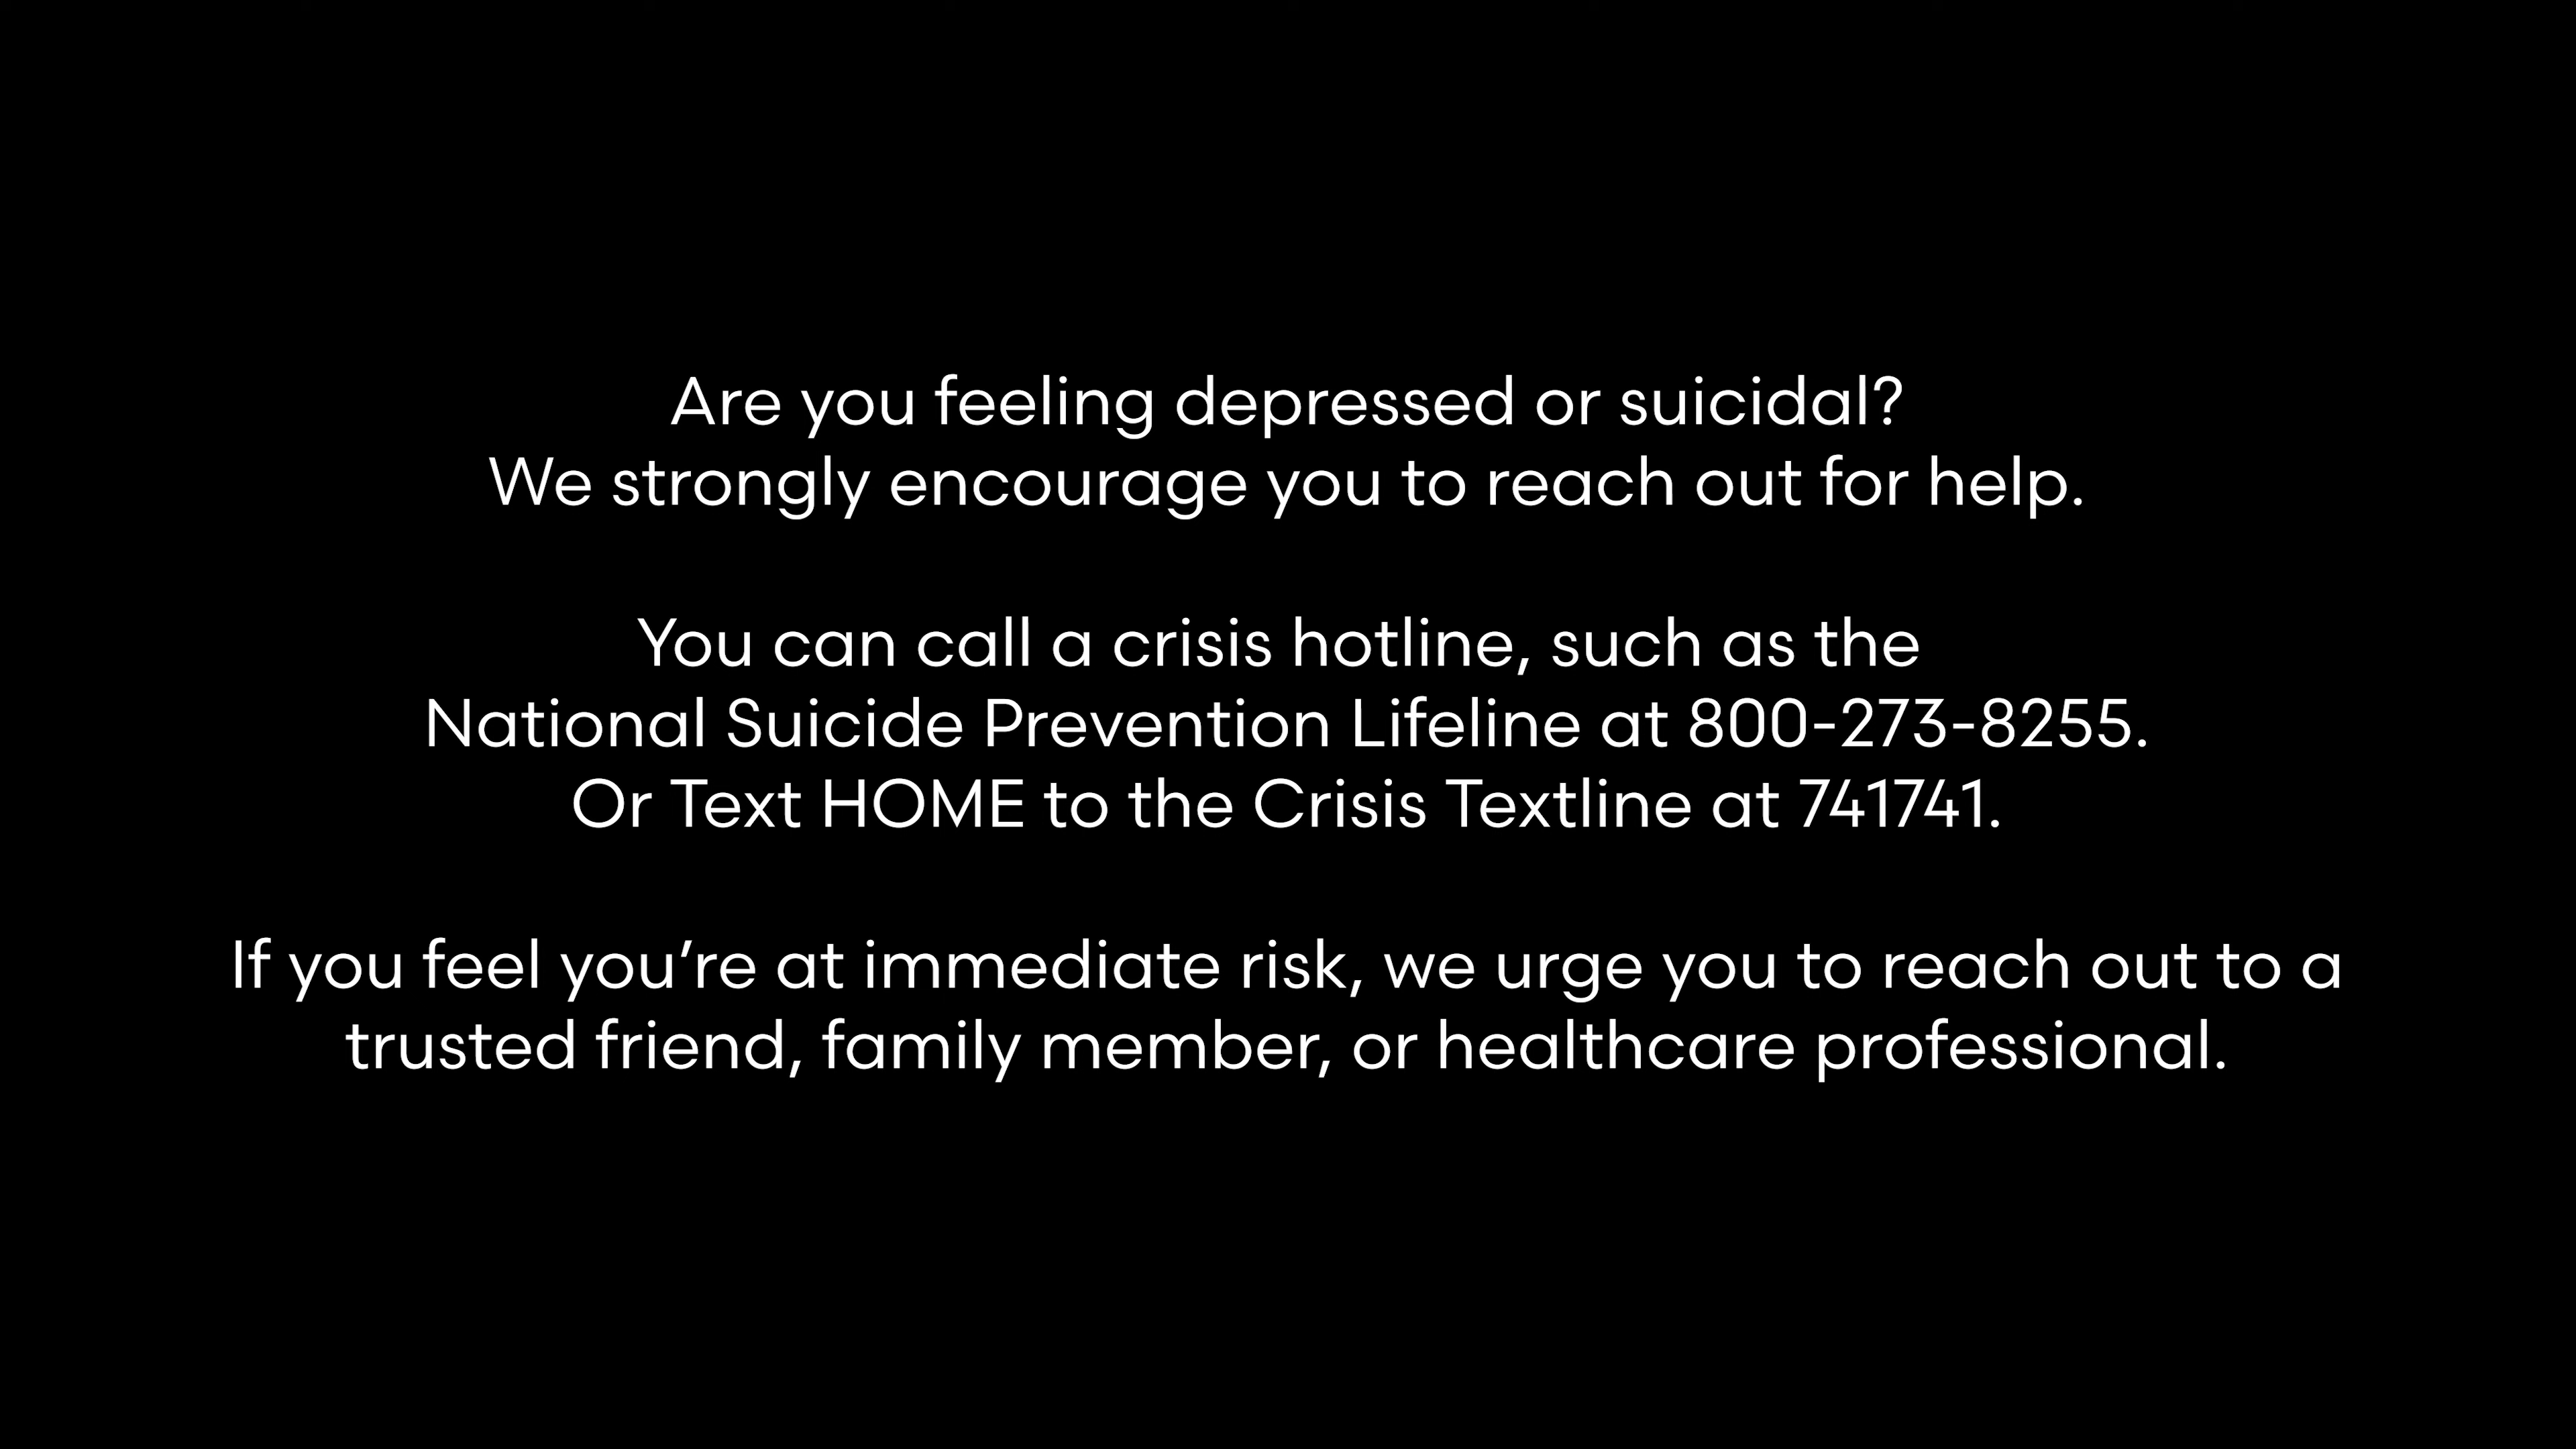 Are you feeling depressed or suicidal?
We strongly encourage you to reach out for help.
You can call a crisis hotline, such as the
National Suicide Prevention Lifeline at 800-273-8255.
Or Text HOME to the Crisis Textline at 741741.
If you feel you’re at immediate risk, we urge you to reach out to a
trusted friend, family member, or healthcare professional.